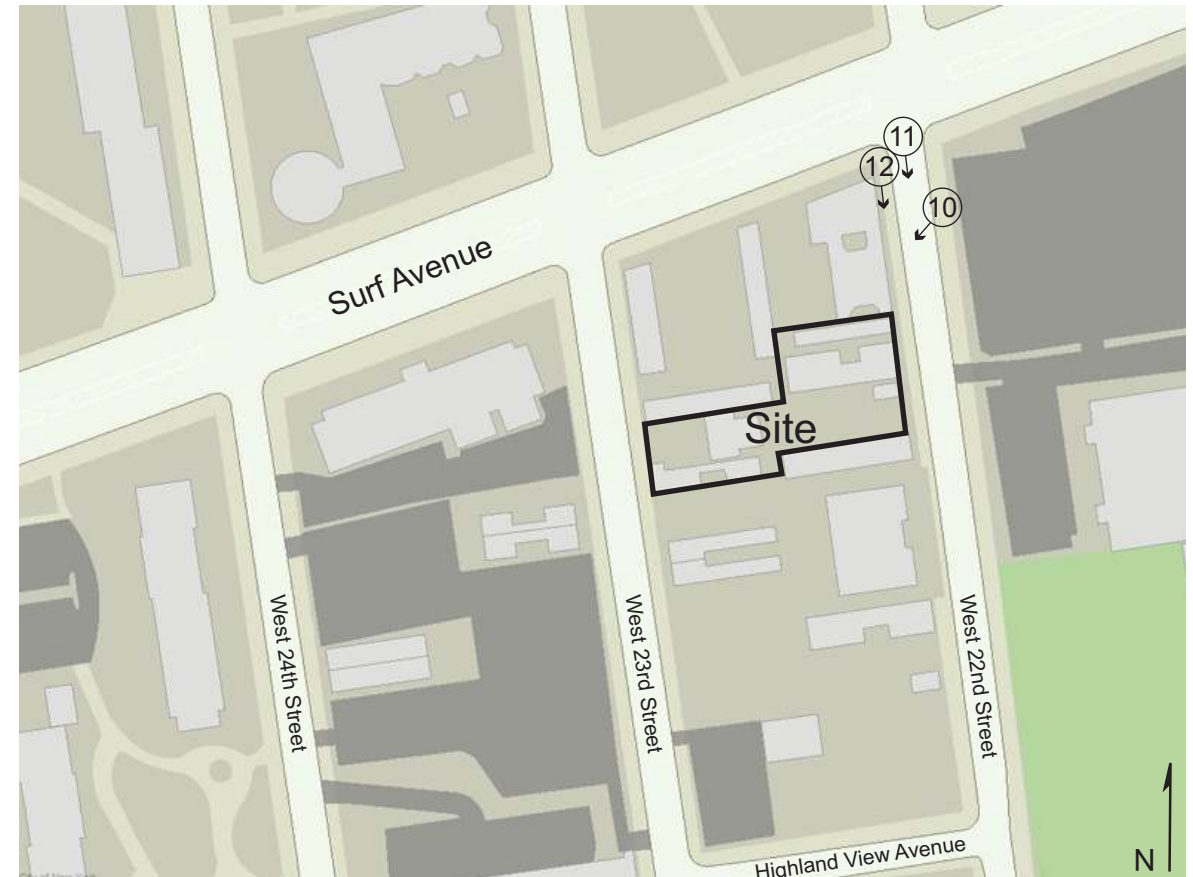 11
12
10
Surf Avenue
Site
West 24th Street
West 23rd Street
West 22nd Street
Highland View Avenue
N